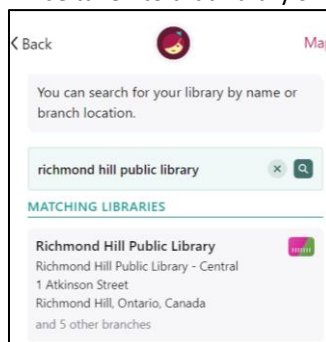 Back
Map
You can search for your library by name or
branch location.
richmond hill public library
MATCHING LIBRARIES
Richmond Hill Public Library
Richmond Hill Public Library - Central
1 Atkinson Street
Richmond Hill, Ontario, Canada
and 5 other branches